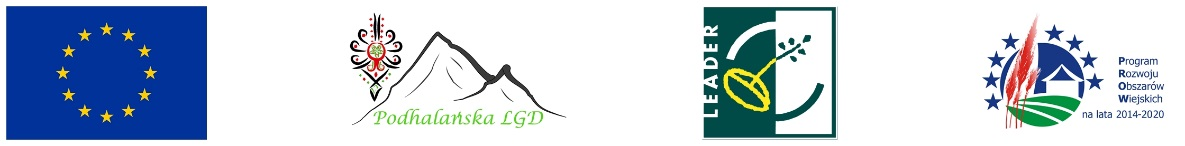 Podhalańska LGD
LEADER
Program
Rozwoju
Obszarów
Wiejskich
na lata 2014-2020